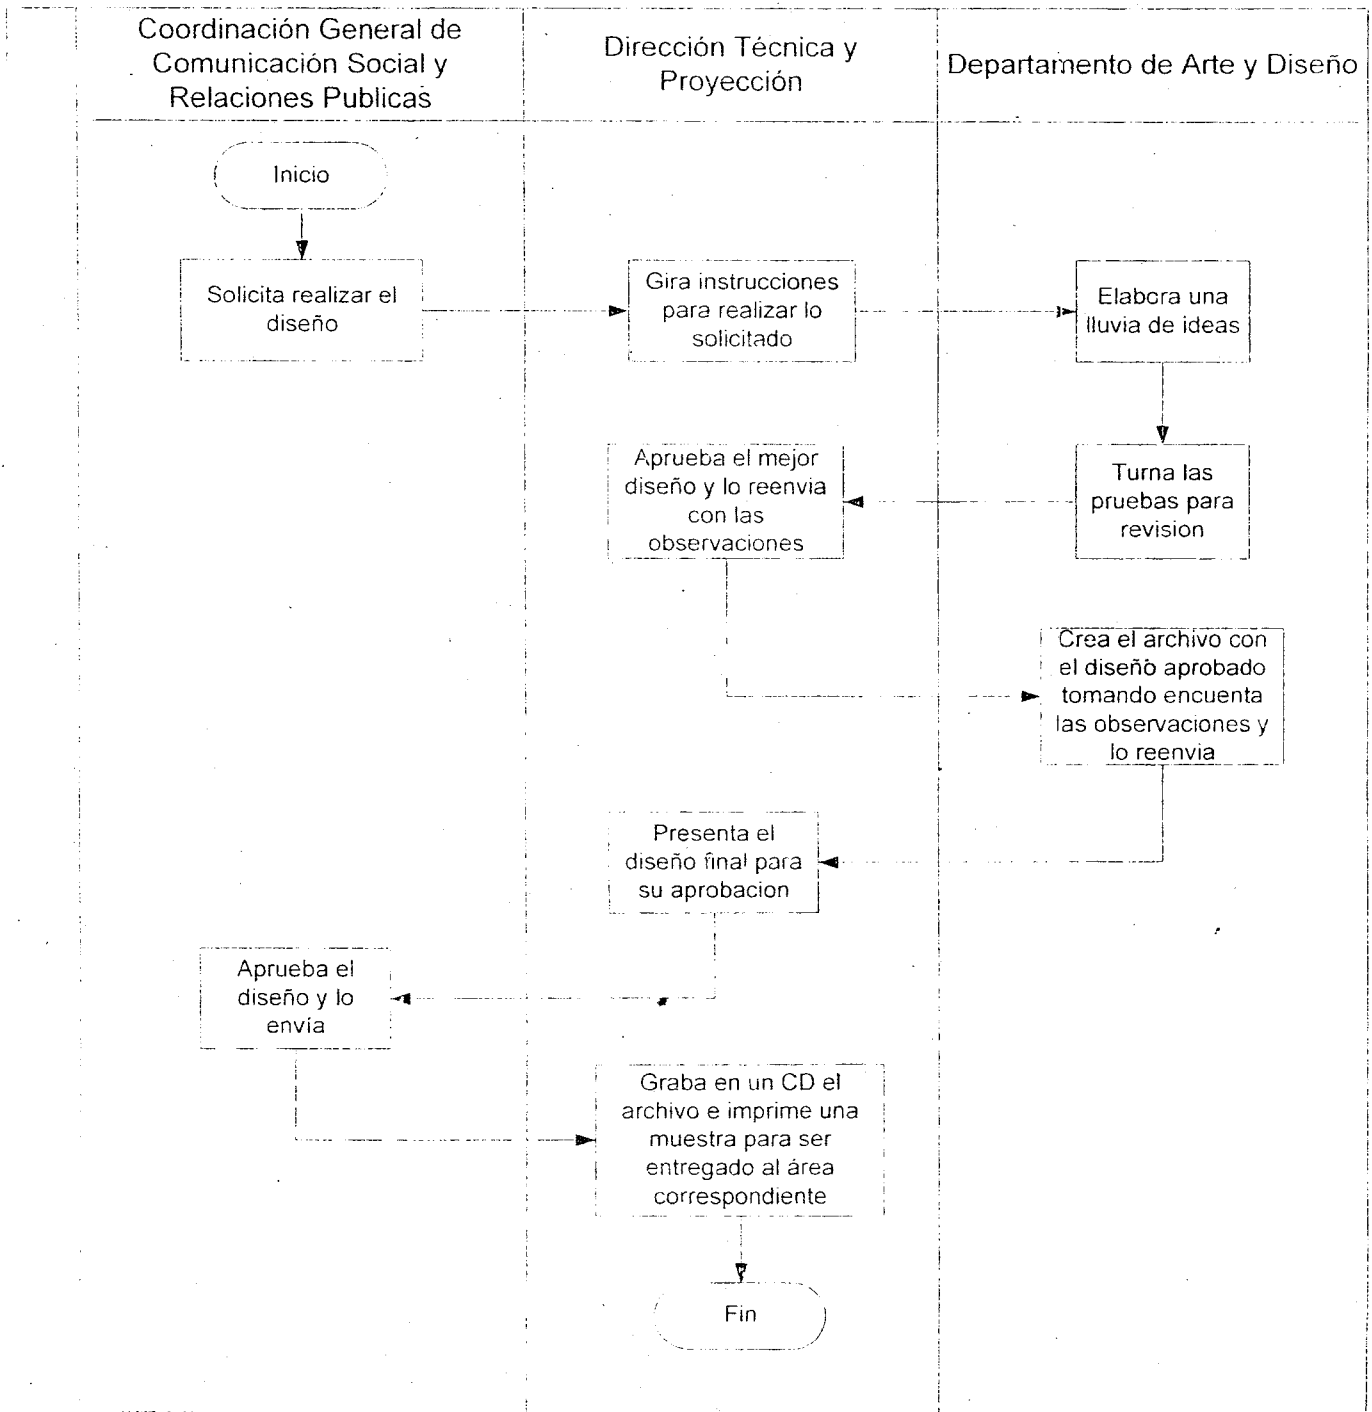 Coordinación General de
Comunicación Social y
Relaciones Publicas
Dirección Técnica y
Proyección
Departamento de Arte y Diseño
Inicio
Solicita realizar el
diseño
Gira instrucciones
para realizar lo
solicitado
Elabora una
lluvia de ideas
Turna las
pruebas para
revision
Aprueba el mejor
diseño y lo reenvia
con las
observaciones
Crea el archivo con
el diseño aprobado
tomando encuenta
las observaciones y
lo reenvia
Presenta el
diseño final para
su aprobacion
Aprueba el
diseño y lo
envía
Graba en un CD el
archivo e imprime una
muestra para ser
entregado al área
correspondiente
Fin